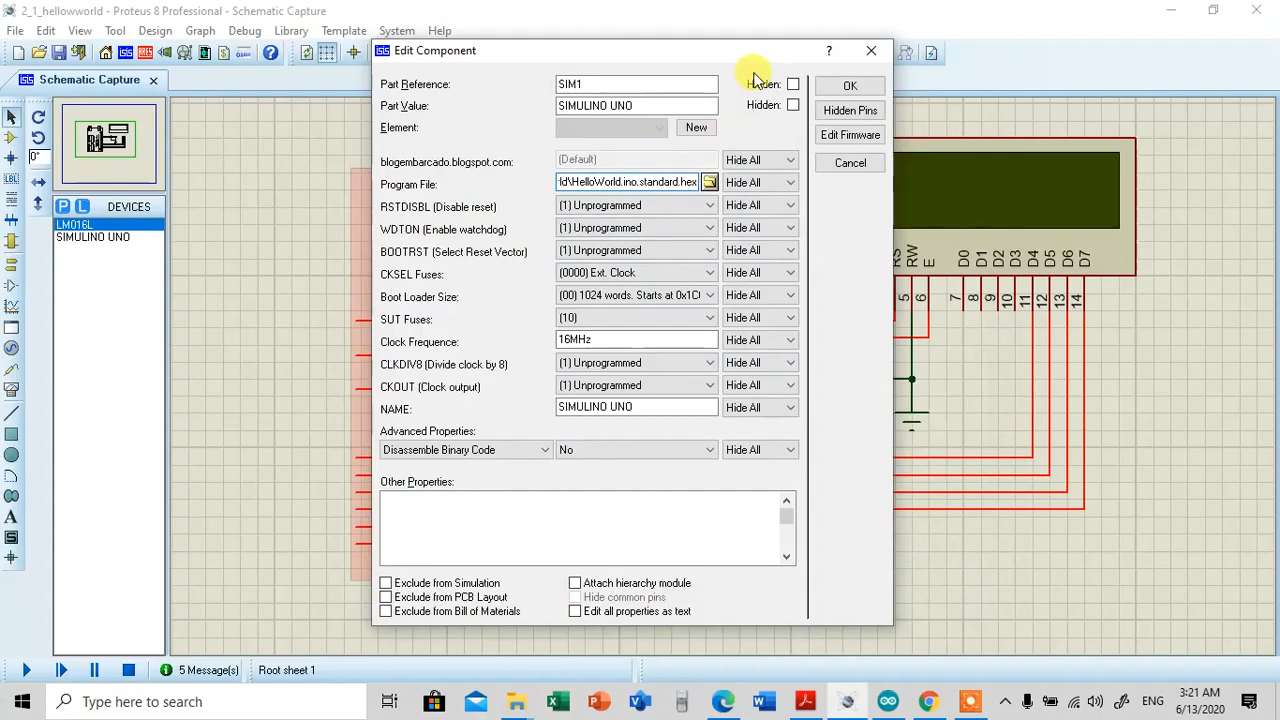 2_1_hellowworld - Proteus 8 Professional - Schematic Capture
File Edit View Tool Design Graph Debug Library Template System Help
Schematic Capture
0°
LBL
P L DEVICES
LM016L
SIMULINO UNO
Edit Component
Part Reference: SIM1 Hidden:
Part Value: SIMULINO UNO Hidden:
Element: New
blogembarcado.blogspot.com: (Default) Hide All
Program File: ld\HelloWorld.ino.standard.hex Hide All
RSTDISBL (Disable reset) (1) Unprogrammed Hide All
WDTON (Enable watchdog) (1) Unprogrammed Hide All
BOOTRST (Select Reset Vector) (1) Unprogrammed Hide All
CKSEL Fuses: (0000) Ext. Clock Hide All
Boot Loader Size: (00) 1024 words. Starts at 0x1C Hide All
SUT Fuses: (10) Hide All
Clock Frequency: 16MHz Hide All
CLKDIV8 (Divide clock by 8) (1) Unprogrammed Hide All
CKOUT (Clock output) (1) Unprogrammed Hide All
NAME: SIMULINO UNO Hide All
Advanced Properties:
Disassemble Binary Code No Hide All
Other Properties:
Exclude from Simulation Attach hierarchy module
Exclude from PCB Layout Hide common pins
Exclude from Bill of Materials Edit all properties as text
?
OK
Hidden Pins
Edit Firmware
Cancel
RS RW E D0 D1 D2 D3 D4 D5 D6 D7
5 6 7 8 9 10 11 12 13 14
5 Message(s) Root sheet 1
Type here to search
ENG
3:21 AM
6/13/2020